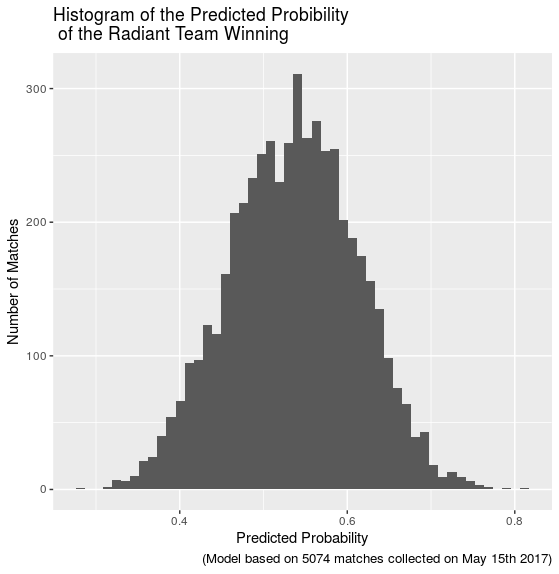 Histogram of the Predicted Probibility
of the Radiant Team Winning
300
200
100
0
Number of Matches
0.4 0.6 0.8
Predicted Probability
(Model based on 5074 matches collected on May 15th 2017)